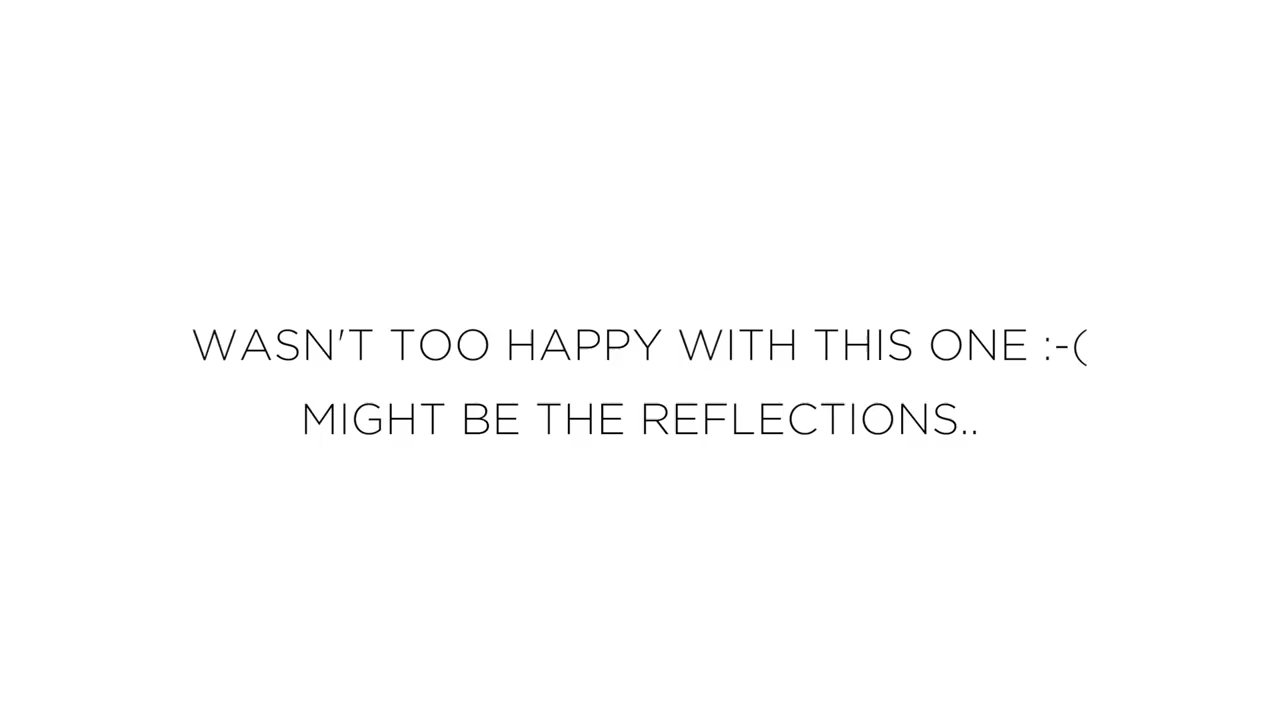 WASN'T TOO HAPPY WITH THIS ONE :-(
MIGHT BE THE REFLECTIONS..